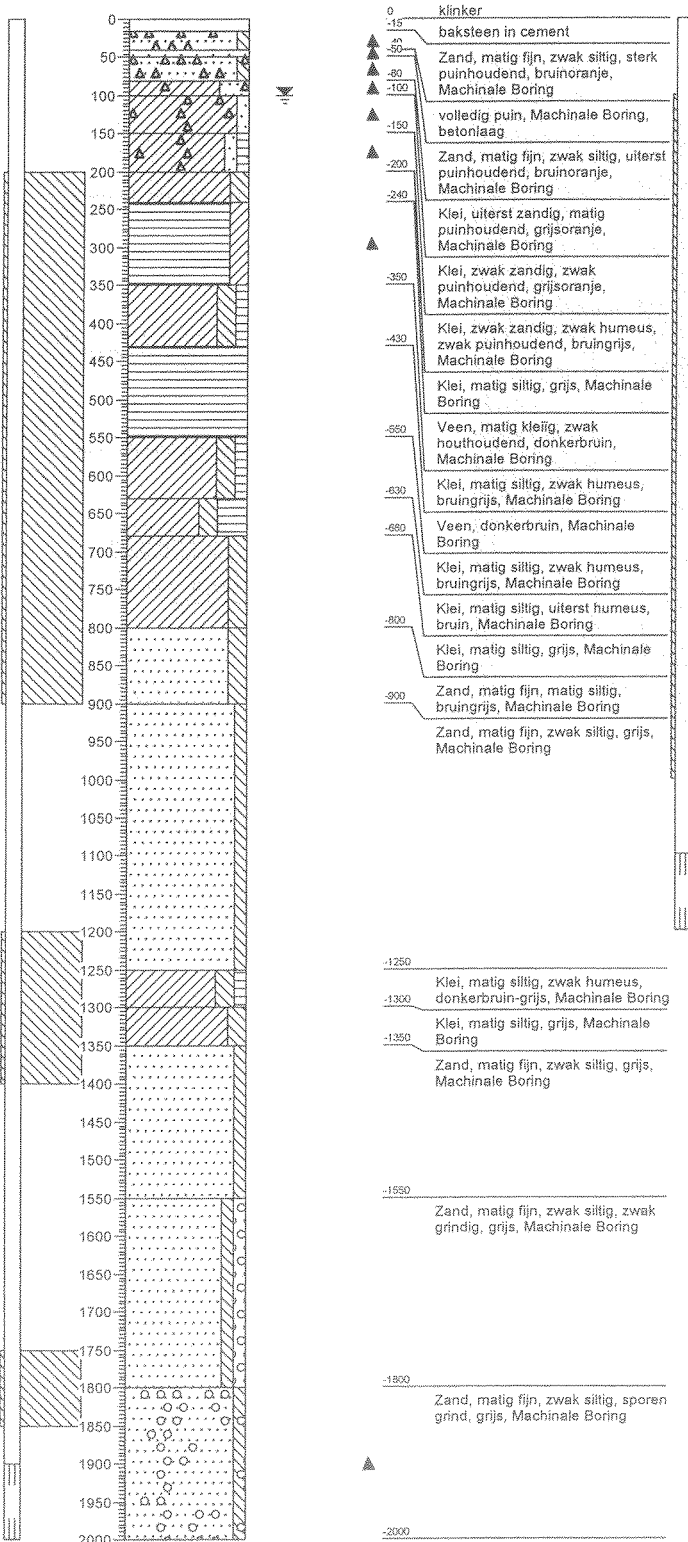 0
50
100
150
200
250
300
350
400
450
500
550
600
650
700
750
800
850
900
950
1000
1050
1100
1150
1200
1250
1300
1350
1400
1450
1500
1550
1600
1650
1700
1750
1800
1850
1900
1950
2000
0
klinker
-15
baksteen in cement
-40
Zand, matig fijn, zwak siltig, sterk
puinhoudend, bruinoranje,
Machinale Boring
-50
volledig puin, Machinale Boring,
betonlaag
-80
Zand, matig fijn, zwak siltig, uiterst
puinhoudend, bruinoranje,
Machinale Boring
-100
Klei, uiterst zandig, matig
puinhoudend, grijsoranje,
Machinale Boring
-150
Klei, zwak zandig, zwak
puinhoudend, grijsoranje,
Machinale Boring
-200
Klei, zwak zandig, zwak humeus,
zwak puinhoudend, bruingrijs,
Machinale Boring
-240
Klei, matig siltig, grijs, Machinale
Boring
-350
Veen, matig kleiïg, zwak
houthoudend, donkerbruin,
Machinale Boring
-430
Klei, matig siltig, zwak humeus,
bruingrijs, Machinale Boring
-550
Veen, donkerbruin, Machinale
Boring
-630
Klei, matig siltig, zwak humeus,
bruingrijs, Machinale Boring
-680
Klei, matig siltig, uiterst humeus,
bruin, Machinale Boring
-800
Klei, matig siltig, grijs, Machinale
Boring
-900
Zand, matig fijn, matig siltig,
bruingrijs, Machinale Boring
Zand, matig fijn, zwak siltig, grijs,
Machinale Boring
-1250
Klei, matig siltig, zwak humeus,
donkerbruin-grijs, Machinale Boring
-1300
Klei, matig siltig, grijs, Machinale
Boring
-1350
Zand, matig fijn, zwak siltig, grijs,
Machinale Boring
-1550
Zand, matig fijn, zwak siltig, zwak
grindig, grijs, Machinale Boring
-1800
Zand, matig fijn, zwak siltig, sporen
grind, grijs, Machinale Boring
-2000